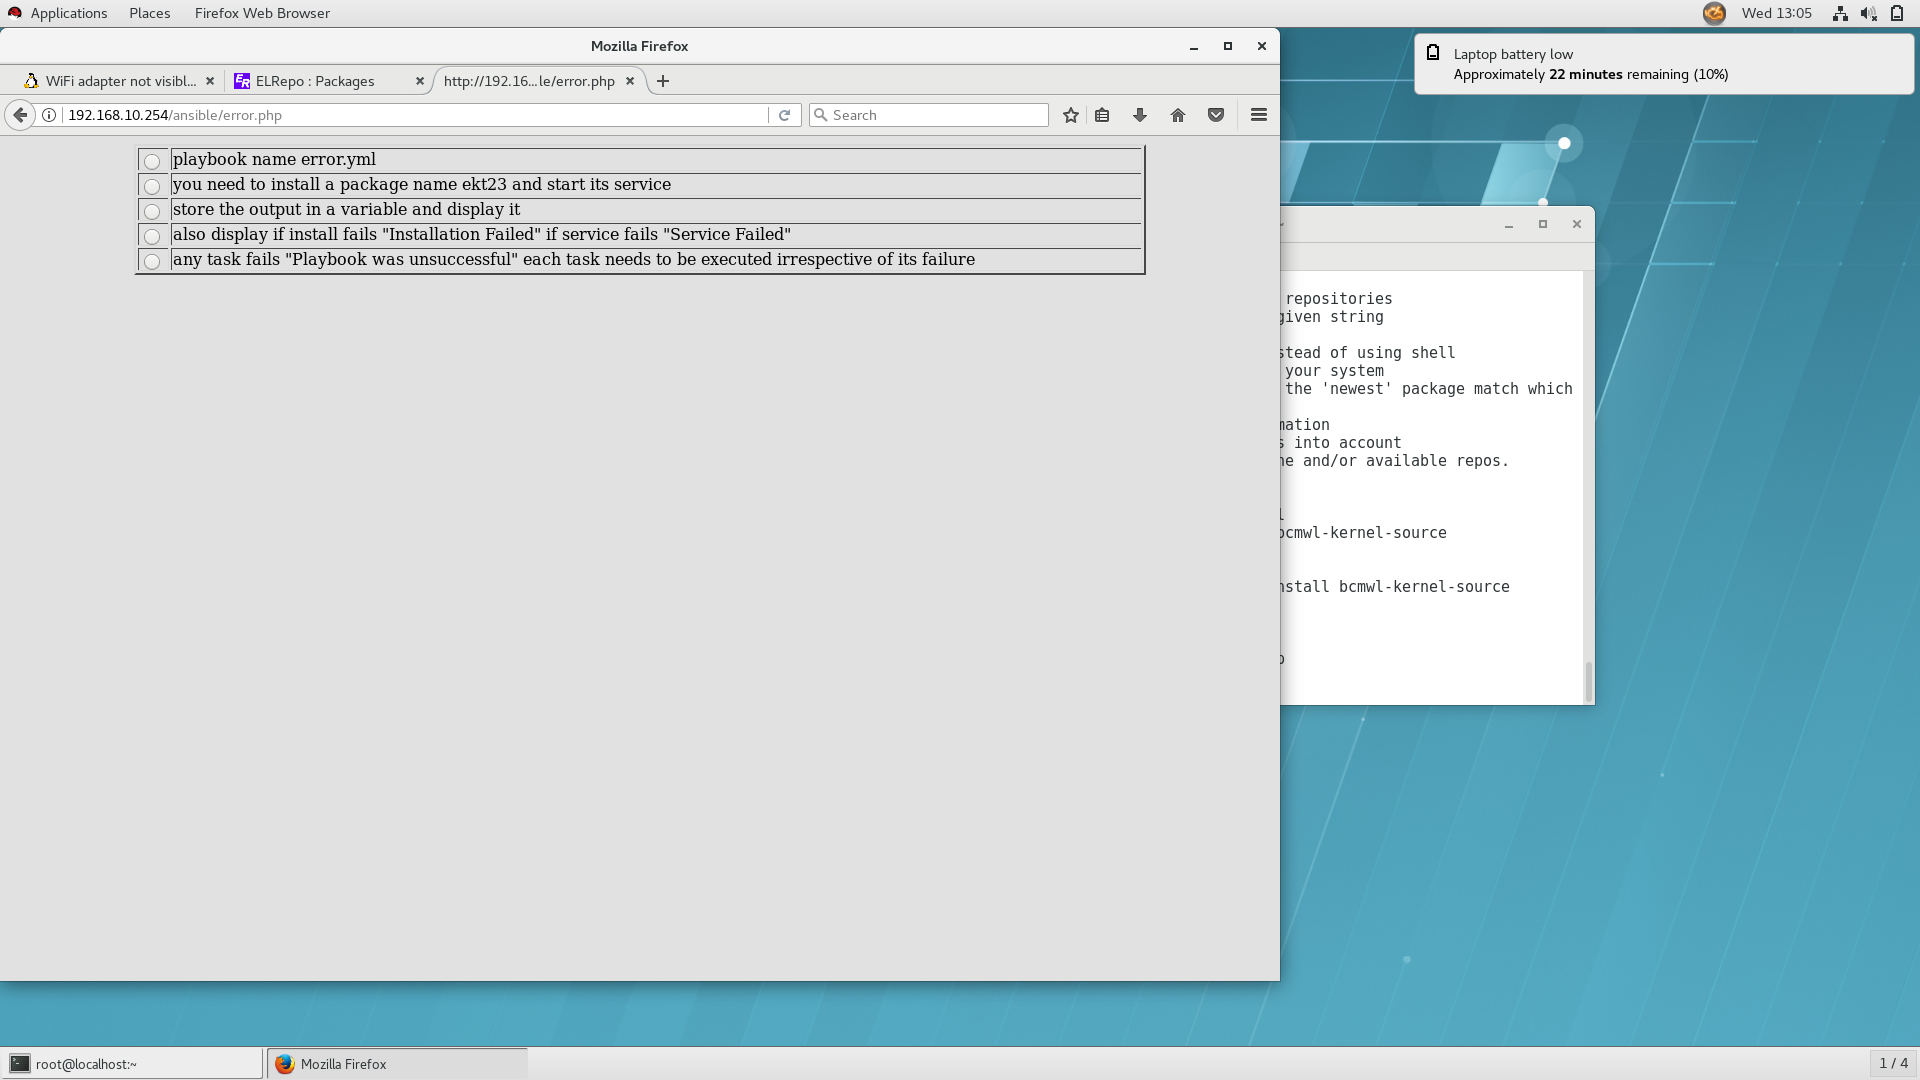 Applications Places Firefox Web Browser Wed 13:05
Mozilla Firefox
WiFi adapter not visibl... ELRepo : Packages http://192.16...le/error.php
192.168.10.254/ansible/error.php Search
playbook name error.yml
you need to install a package name ekt23 and start its service
store the output in a variable and display it
also display if install fails "Installation Failed" if service fails "Service Failed"
any task fails "Playbook was unsuccessful" each task needs to be executed irrespective of its failure
Laptop battery low
Approximately 22 minutes remaining (10%)
repositories
given string
stead of using shell
your system
the 'newest' package match which
mation
s into account
ne and/or available repos.
bcmwl-kernel-source
nstall bcmwl-kernel-source
root@localhost:~ Mozilla Firefox 1 / 4